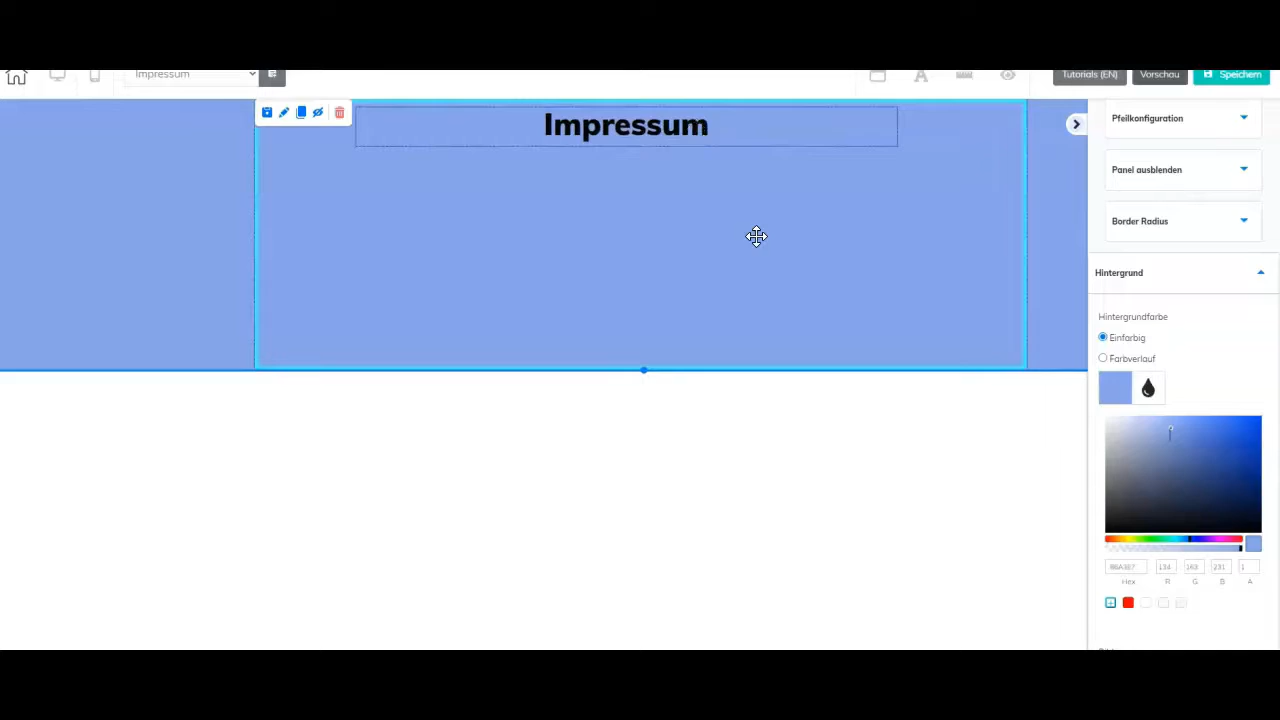 Impressum
Tutorials (EN)
Vorschau
Speichern
Impressum
Pfeilkonfiguration
Panel ausblenden
Border Radius
Hintergrund
Hintergrundfarbe
Einfarbig
Farbverlauf
86A3E7 134 163 231 1
Hex R G B A